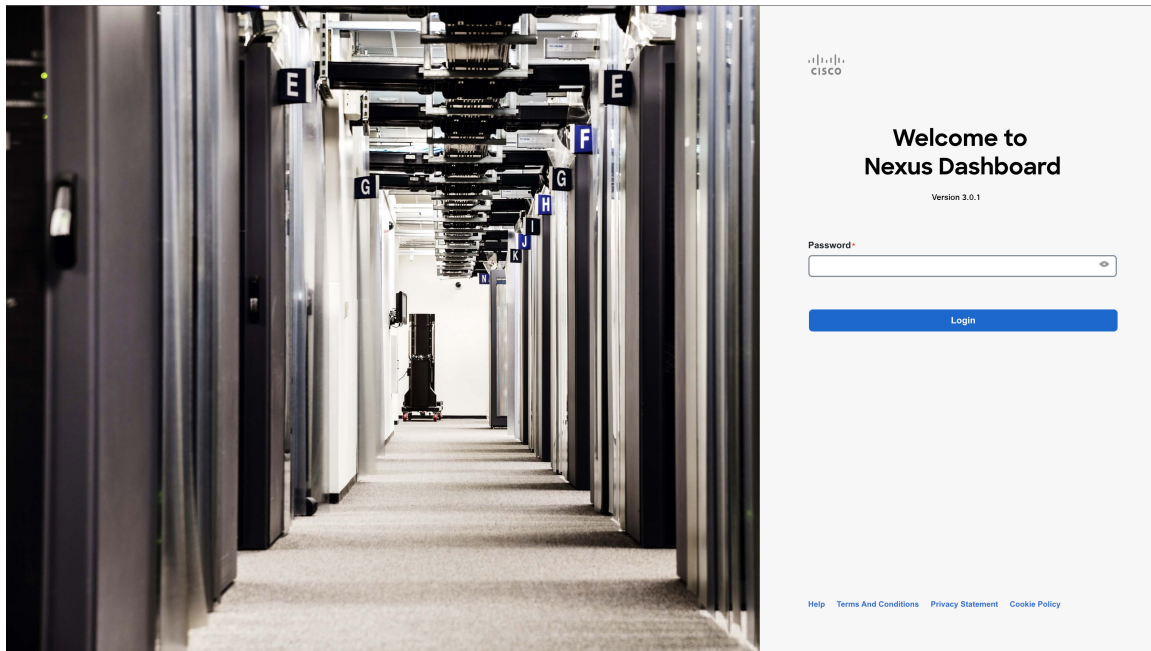 E
E
F
G
G
H
I
J
K
N
CISCO
Welcome to
Nexus Dashboard
Version 3.0.1
Password*
Login
Help Terms And Conditions Privacy Statement Cookie Policy